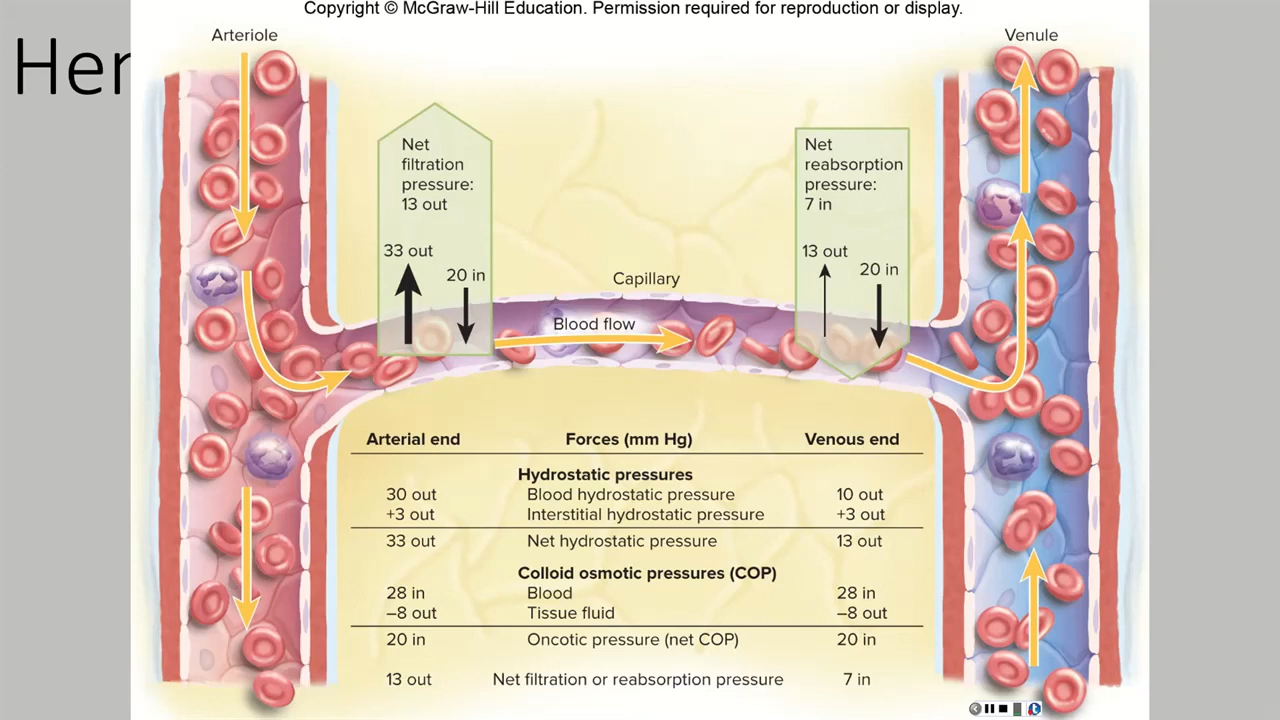 Copyright © McGraw-Hill Education. Permission required for reproduction or display.
Her
Arteriole
Venule
Net
filtration
pressure:
13 out
33 out
20 in
Net
reabsorption
pressure:
7 in
13 out
20 in
Capillary
Blood flow
Arterial end Forces (mm Hg) Venous end
Hydrostatic pressures
30 out Blood hydrostatic pressure 10 out
+3 out Interstitial hydrostatic pressure +3 out
33 out Net hydrostatic pressure 13 out
Colloid osmotic pressures (COP)
28 in Blood 28 in
–8 out Tissue fluid –8 out
20 in Oncotic pressure (net COP) 20 in
13 out Net filtration or reabsorption pressure 7 in